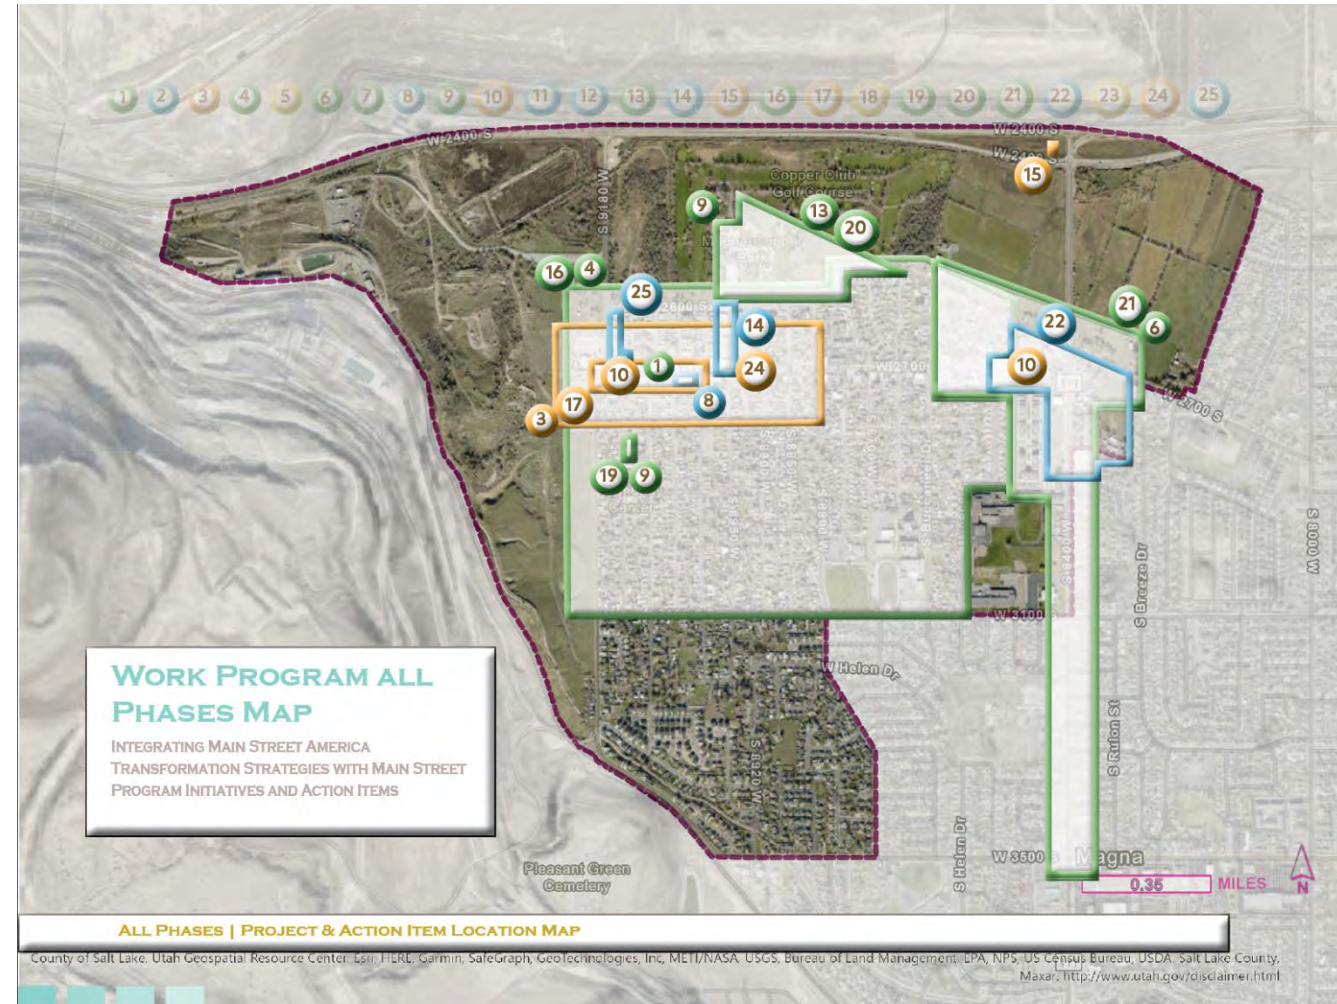 1 2 3 4 5 6 7 8 9 10 11 12 13 14 15 16 17 18 19 20 21 22 23 24 25
W 2400 S
W 2400 S
W 2400 S
S 9180 W
Copper Club
Golf Course
15
9
13
20
16
4
25
2600 S
14
22
21
6
10
1
24
W 2700
10
8
17
3
W 2700 S
19
9
S 8400 W
S 8000 W
S Breeze Dr
W 3100 S
W Helen Dr
WORK PROGRAM ALL
PHASES MAP
INTEGRATING MAIN STREET AMERICA
TRANSFORMATION STRATEGIES WITH MAIN STREET
PROGRAM INITIATIVES AND ACTION ITEMS
S 8920 W
S Rulon St
S Helen Dr
W 3500 S
Magna
Pleasant Green
Cemetery
0.35 MILES
N
ALL PHASES | PROJECT & ACTION ITEM LOCATION MAP
County of Salt Lake, Utah Geospatial Resource Center, Esri, HERE, Garmin, SafeGraph, GeoTechnologies, Inc, METI/NASA, USGS, Bureau of Land Management, EPA, NPS, US Census Bureau, USDA, Salt Lake County,
Maxar, http://www.utah.gov/disclaimer.html